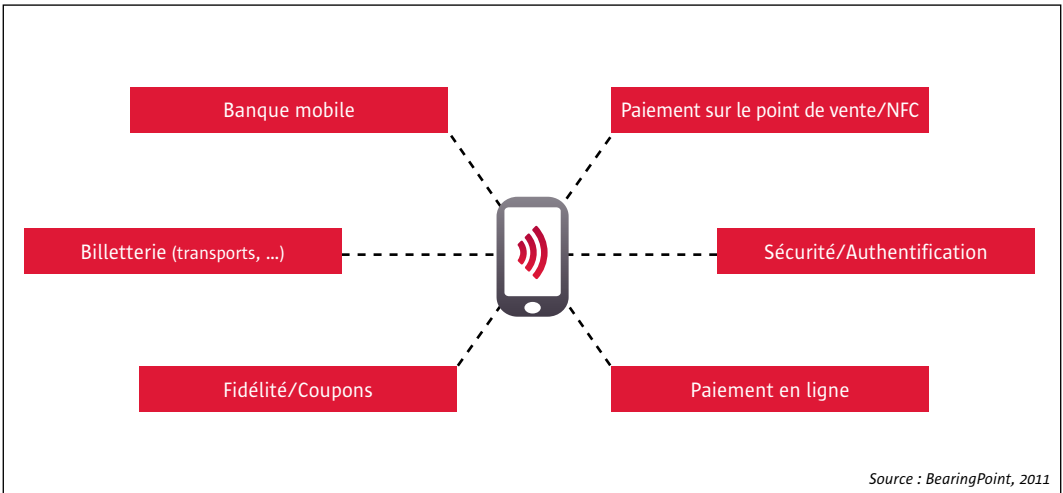 Banque mobile
Paiement sur le point de vente/NFC
Billetterie (transports, ...)
Sécurité/Authentification
Fidélité/Coupons
Paiement en ligne
Source : BearingPoint, 2011